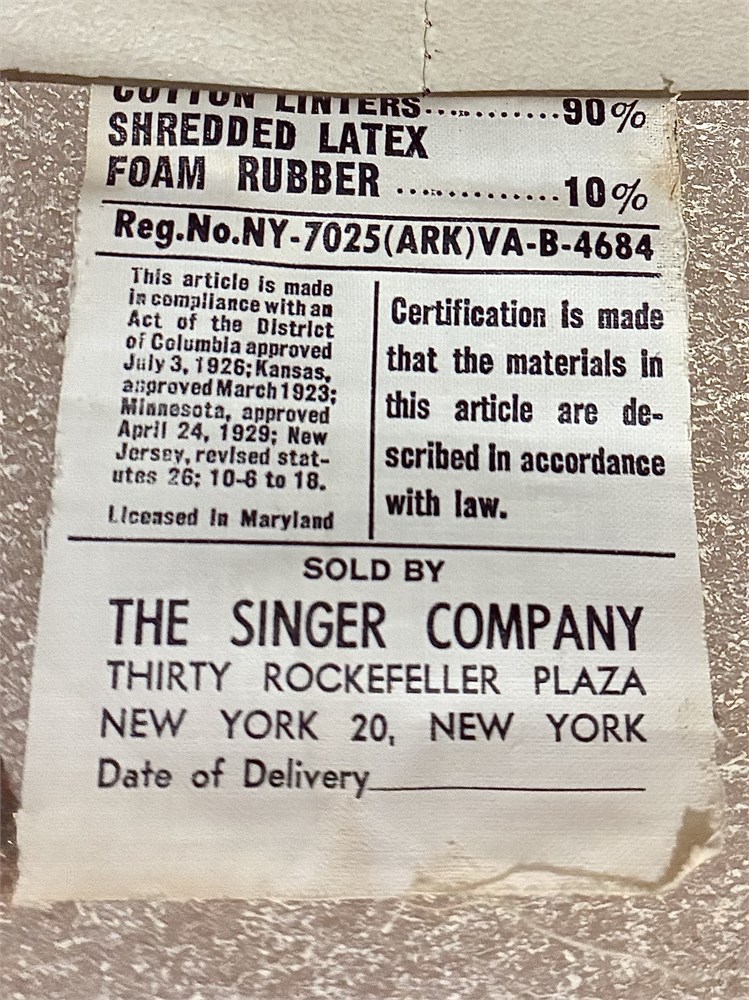 COTTON LINTERS............90%
SHREDDED LATEX
FOAM RUBBER ..............10%
Reg.No.NY-7025(ARK)VA-B-4684
This article is made
in compliance with an
Act of the District
of Columbia approved
July 3, 1926; Kansas,
approved March 1923;
Minnesota, approved
April 24, 1929; New
Jersey, revised stat-
utes 26; 10-6 to 18.
Licensed in Maryland
Certification is made
that the materials in
this article are de-
scribed in accordance
with law.
SOLD BY
THE SINGER COMPANY
THIRTY ROCKEFELLER PLAZA
NEW YORK 20, NEW YORK
Date of Delivery